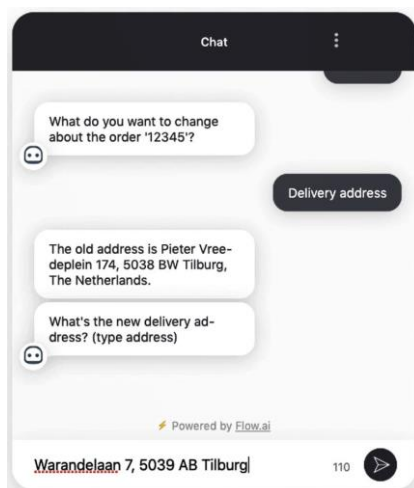 Chat
What do you want to change
about the order '12345'?
Delivery address
The old address is Pieter Vree-
deplein 174, 5038 BW Tilburg,
The Netherlands.
What's the new delivery ad-
dress? (type address)
⚡ Powered by Flow.ai
Warandelaan 7, 5039 AB Tilburg 110